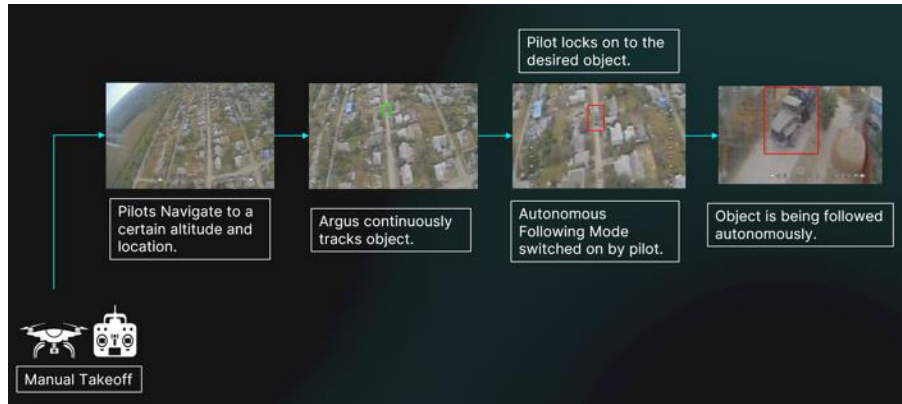 Pilot locks on to the
desired object.
Pilots Navigate to a
certain altitude and
location.
Argus continuously
tracks object.
Autonomous
Following Mode
switched on by pilot.
Object is being followed
autonomously.
Manual Takeoff